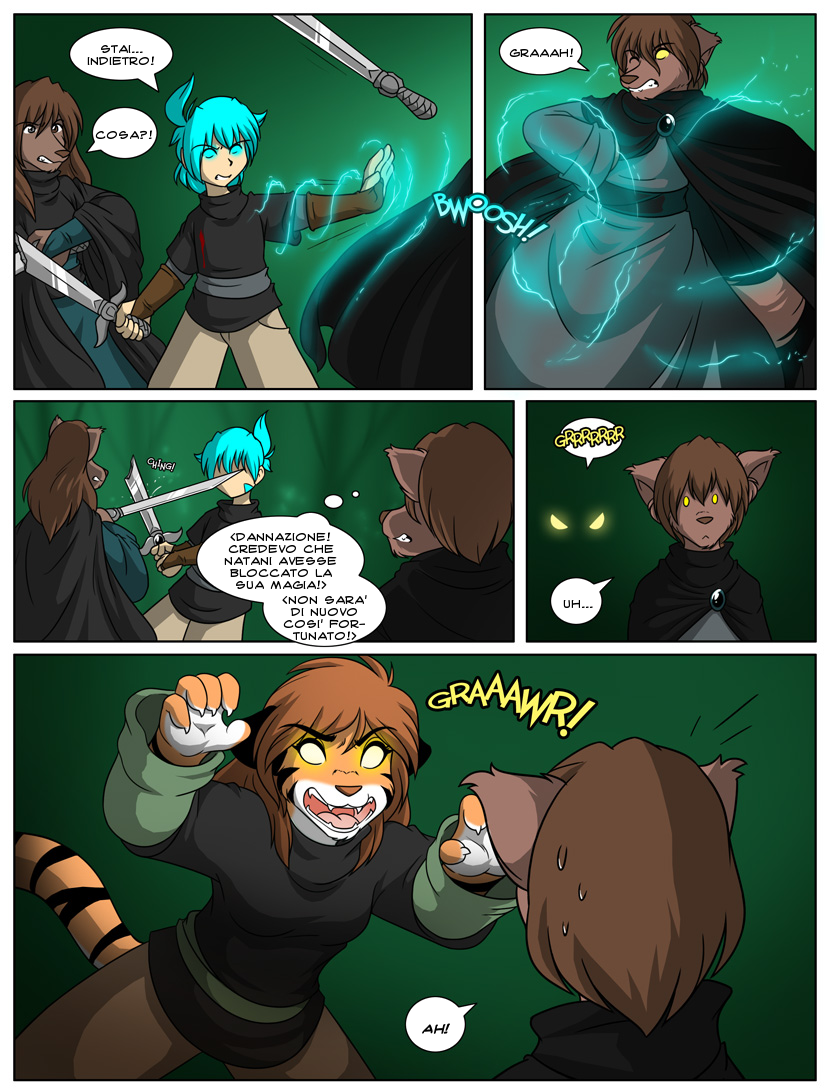 STAI...
INDIETRO!
COSA?!
BWOOSH!
GRAAAH!
CHING!
<DANNAZIONE!
CREDEVO CHE
NATANI AVESSE
BLOCCATO LA
SUA MAGIA!>
<NON SARA'
DI NUOVO
COSI' FOR-
TUNATO!>
GRRRRRRR
UH...
GRAAAWR!
AH!